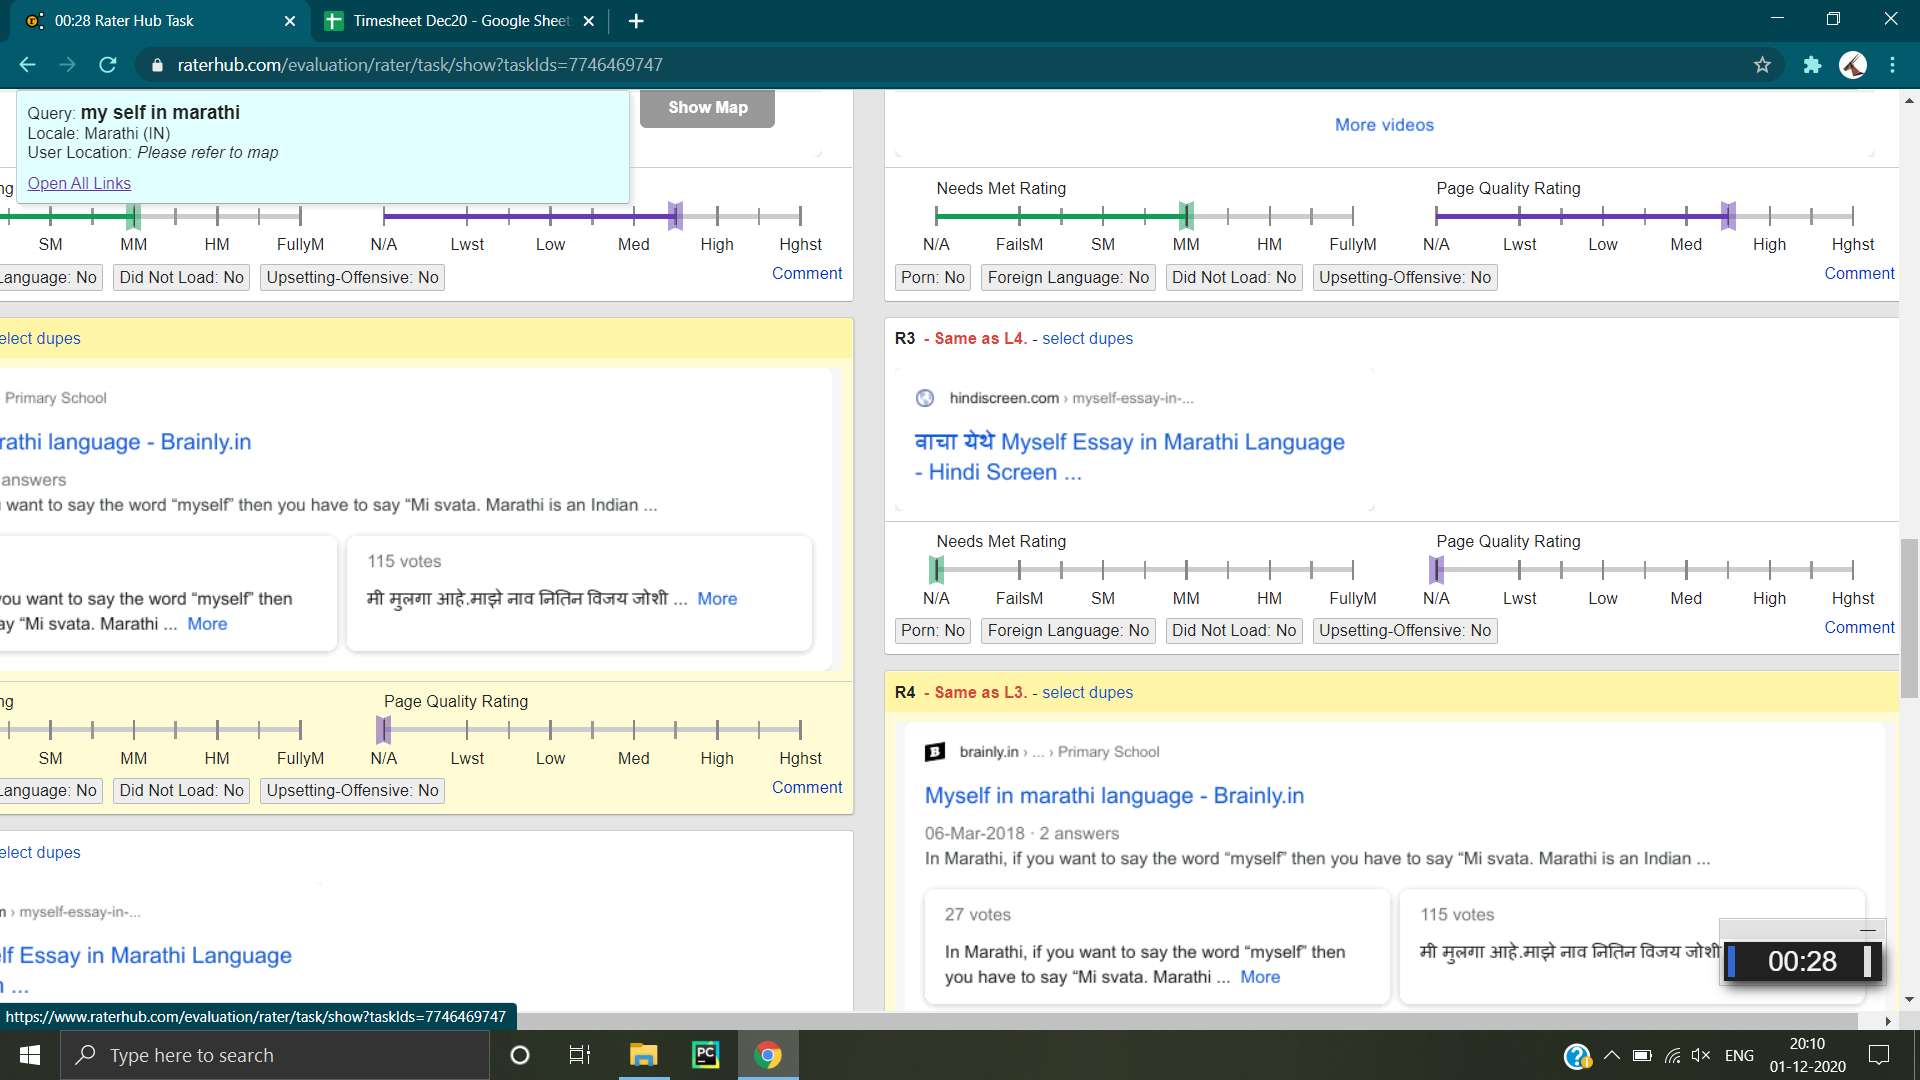 00:28 Rater Hub Task
Timesheet Dec20 - Google Sheet
raterhub.com/evaluation/rater/task/show?taskIds=7746469747
Query: my self in marathi
Locale: Marathi (IN)
User Location: Please refer to map
Open All Links
Show Map
ng
SM MM HM FullyM
N/A Lwst Low Med High Hghst
Language: No Did Not Load: No Upsetting-Offensive: No
Comment
elect dupes
Primary School
rathi language - Brainly.in
answers
want to say the word “myself” then you have to say “Mi svata. Marathi is an Indian ...
you want to say the word “myself” then
ay “Mi svata. Marathi ... More
115 votes
मी मुलगा आहे.माझे नाव नितिन विजय जोशी ... More
ng
Page Quality Rating
SM MM HM FullyM
N/A Lwst Low Med High Hghst
Language: No Did Not Load: No Upsetting-Offensive: No
Comment
elect dupes
› myself-essay-in-...
lf Essay in Marathi Language
...
More videos
Needs Met Rating
Page Quality Rating
N/A FailsM SM MM HM FullyM
N/A Lwst Low Med High Hghst
Porn: No Foreign Language: No Did Not Load: No Upsetting-Offensive: No
Comment
R3 - Same as L4. - select dupes
hindiscreen.com › myself-essay-in-...
वाचा येथे Myself Essay in Marathi Language
- Hindi Screen ...
Needs Met Rating
Page Quality Rating
N/A FailsM SM MM HM FullyM
N/A Lwst Low Med High Hghst
Porn: No Foreign Language: No Did Not Load: No Upsetting-Offensive: No
Comment
R4 - Same as L3. - select dupes
brainly.in › ... › Primary School
Myself in marathi language - Brainly.in
06-Mar-2018 · 2 answers
In Marathi, if you want to say the word “myself” then you have to say “Mi svata. Marathi is an Indian ...
27 votes
In Marathi, if you want to say the word “myself” then
you have to say “Mi svata. Marathi ... More
115 votes
मी मुलगा आहे.माझे नाव नितिन विजय जोशी
00:28
https://www.raterhub.com/evaluation/rater/task/show?taskIds=7746469747
Type here to search
PC
ENG
20:10
01-12-2020